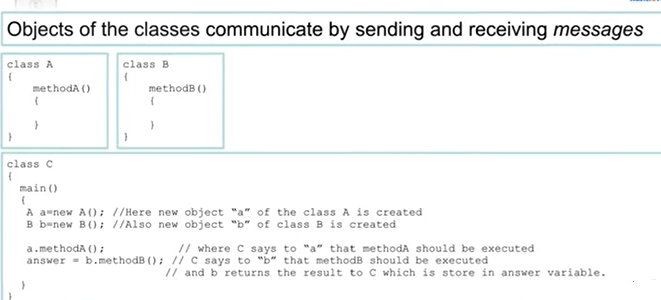 Objects of the classes communicate by sending and receiving messages
class A
{
methodA()
{
}
}
class B
{
methodB()
{
}
}
class C
{
main()
{
A a=new A(); //Here new object “a” of the class A is created
B b=new B(); //Also new object “b” of class B is created
a.methodA(); // where C says to “a” that methodA should be executed
answer = b.methodB(); // C says to “b” that methodB should be executed
// and b returns the result to C which is store in answer variable.
}
}